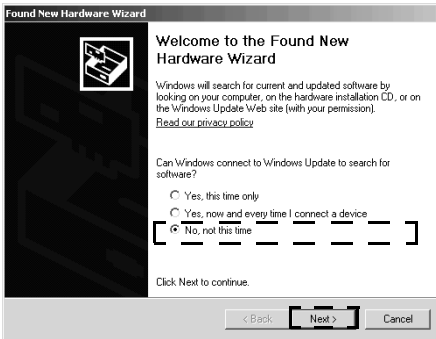 Found New Hardware Wizard
Welcome to the Found New
Hardware Wizard
Windows will search for current and updated software by
looking on your computer, on the hardware installation CD, or on
the Windows Update Web site (with your permission).
Read our privacy policy
Can Windows connect to Windows Update to search for
software?
Yes, this time only
Yes, now and every time I connect a device
No, not this time
Click Next to continue.
< Back Next > Cancel